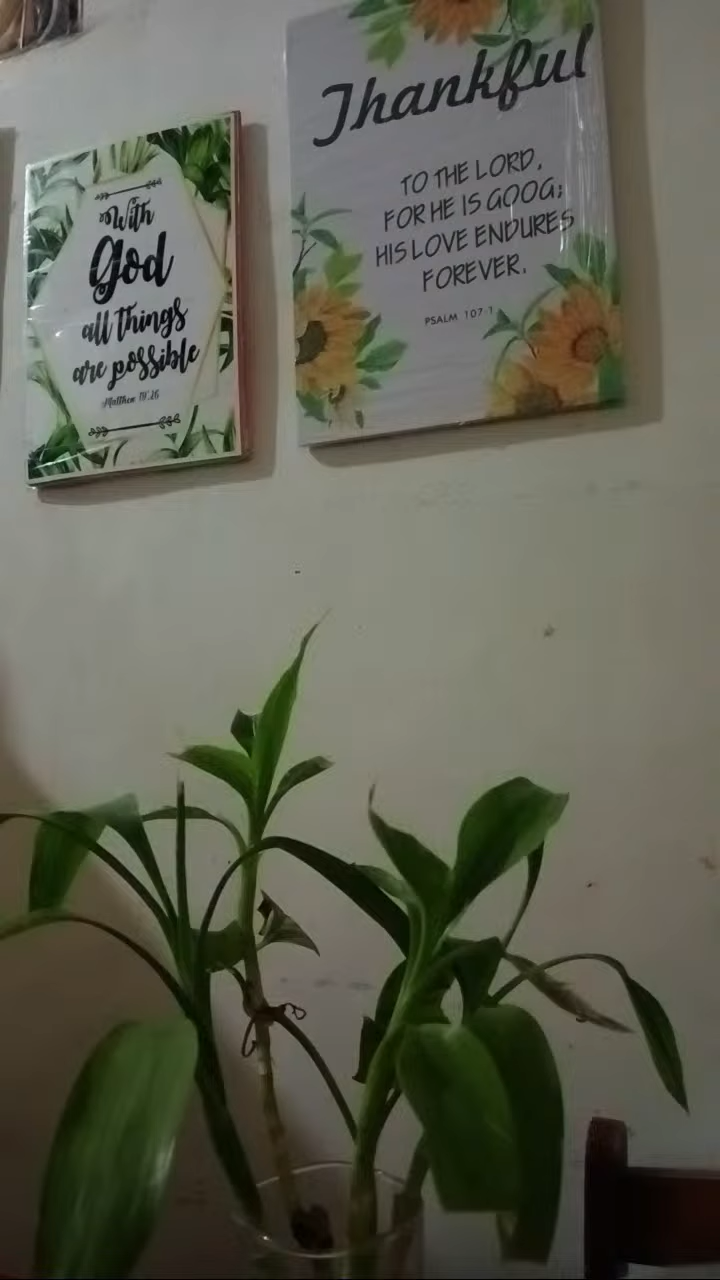 With
God
all things
are possible
Matthew 19:26
Thankful
TO THE LORD,
FOR HE IS GOOG;
HIS LOVE ENDURES
FOREVER.
PSALM 107:1